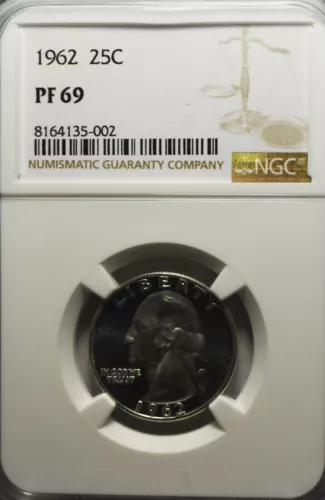 1962 25C
PF 69
8164135-002
NUMISMATIC GUARANTY COMPANY
NGC
LIBERTY
IN GOD WE
TRUST
1962